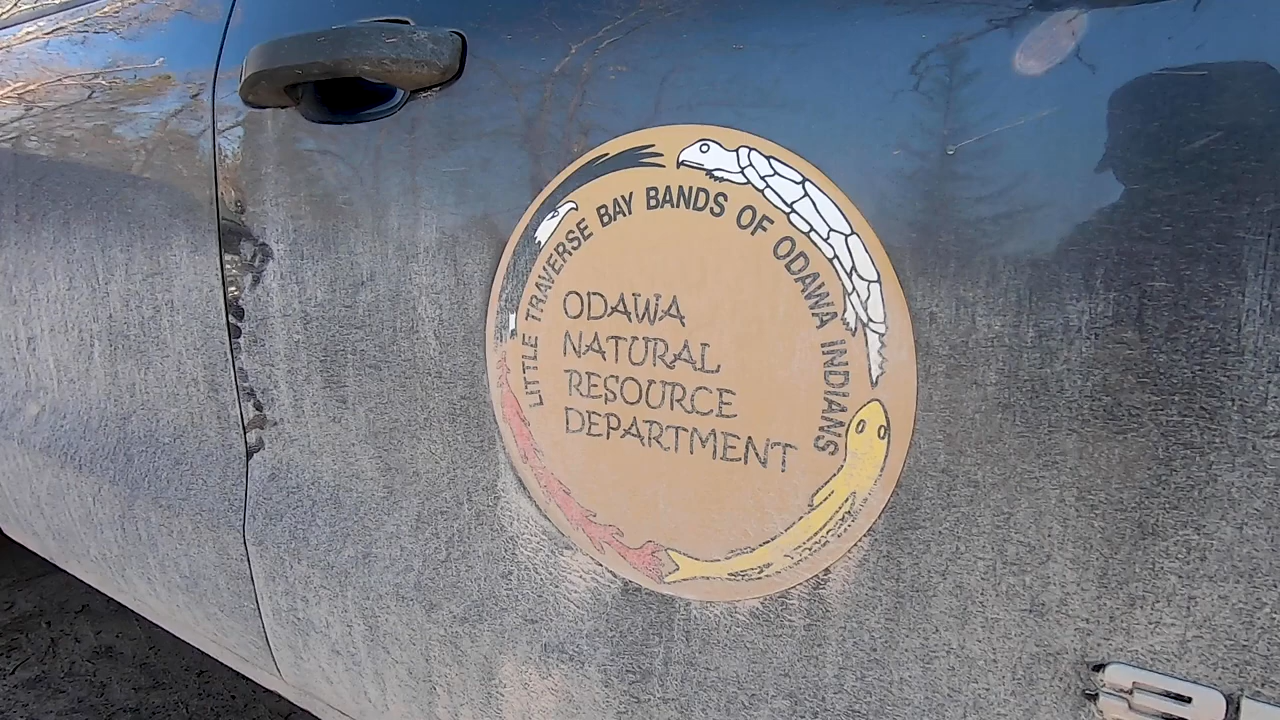 LITTLE TRAVERSE BAY BANDS OF ODAWA INDIANS
ODAWA
NATURAL
RESOURCE
DEPARTMENT